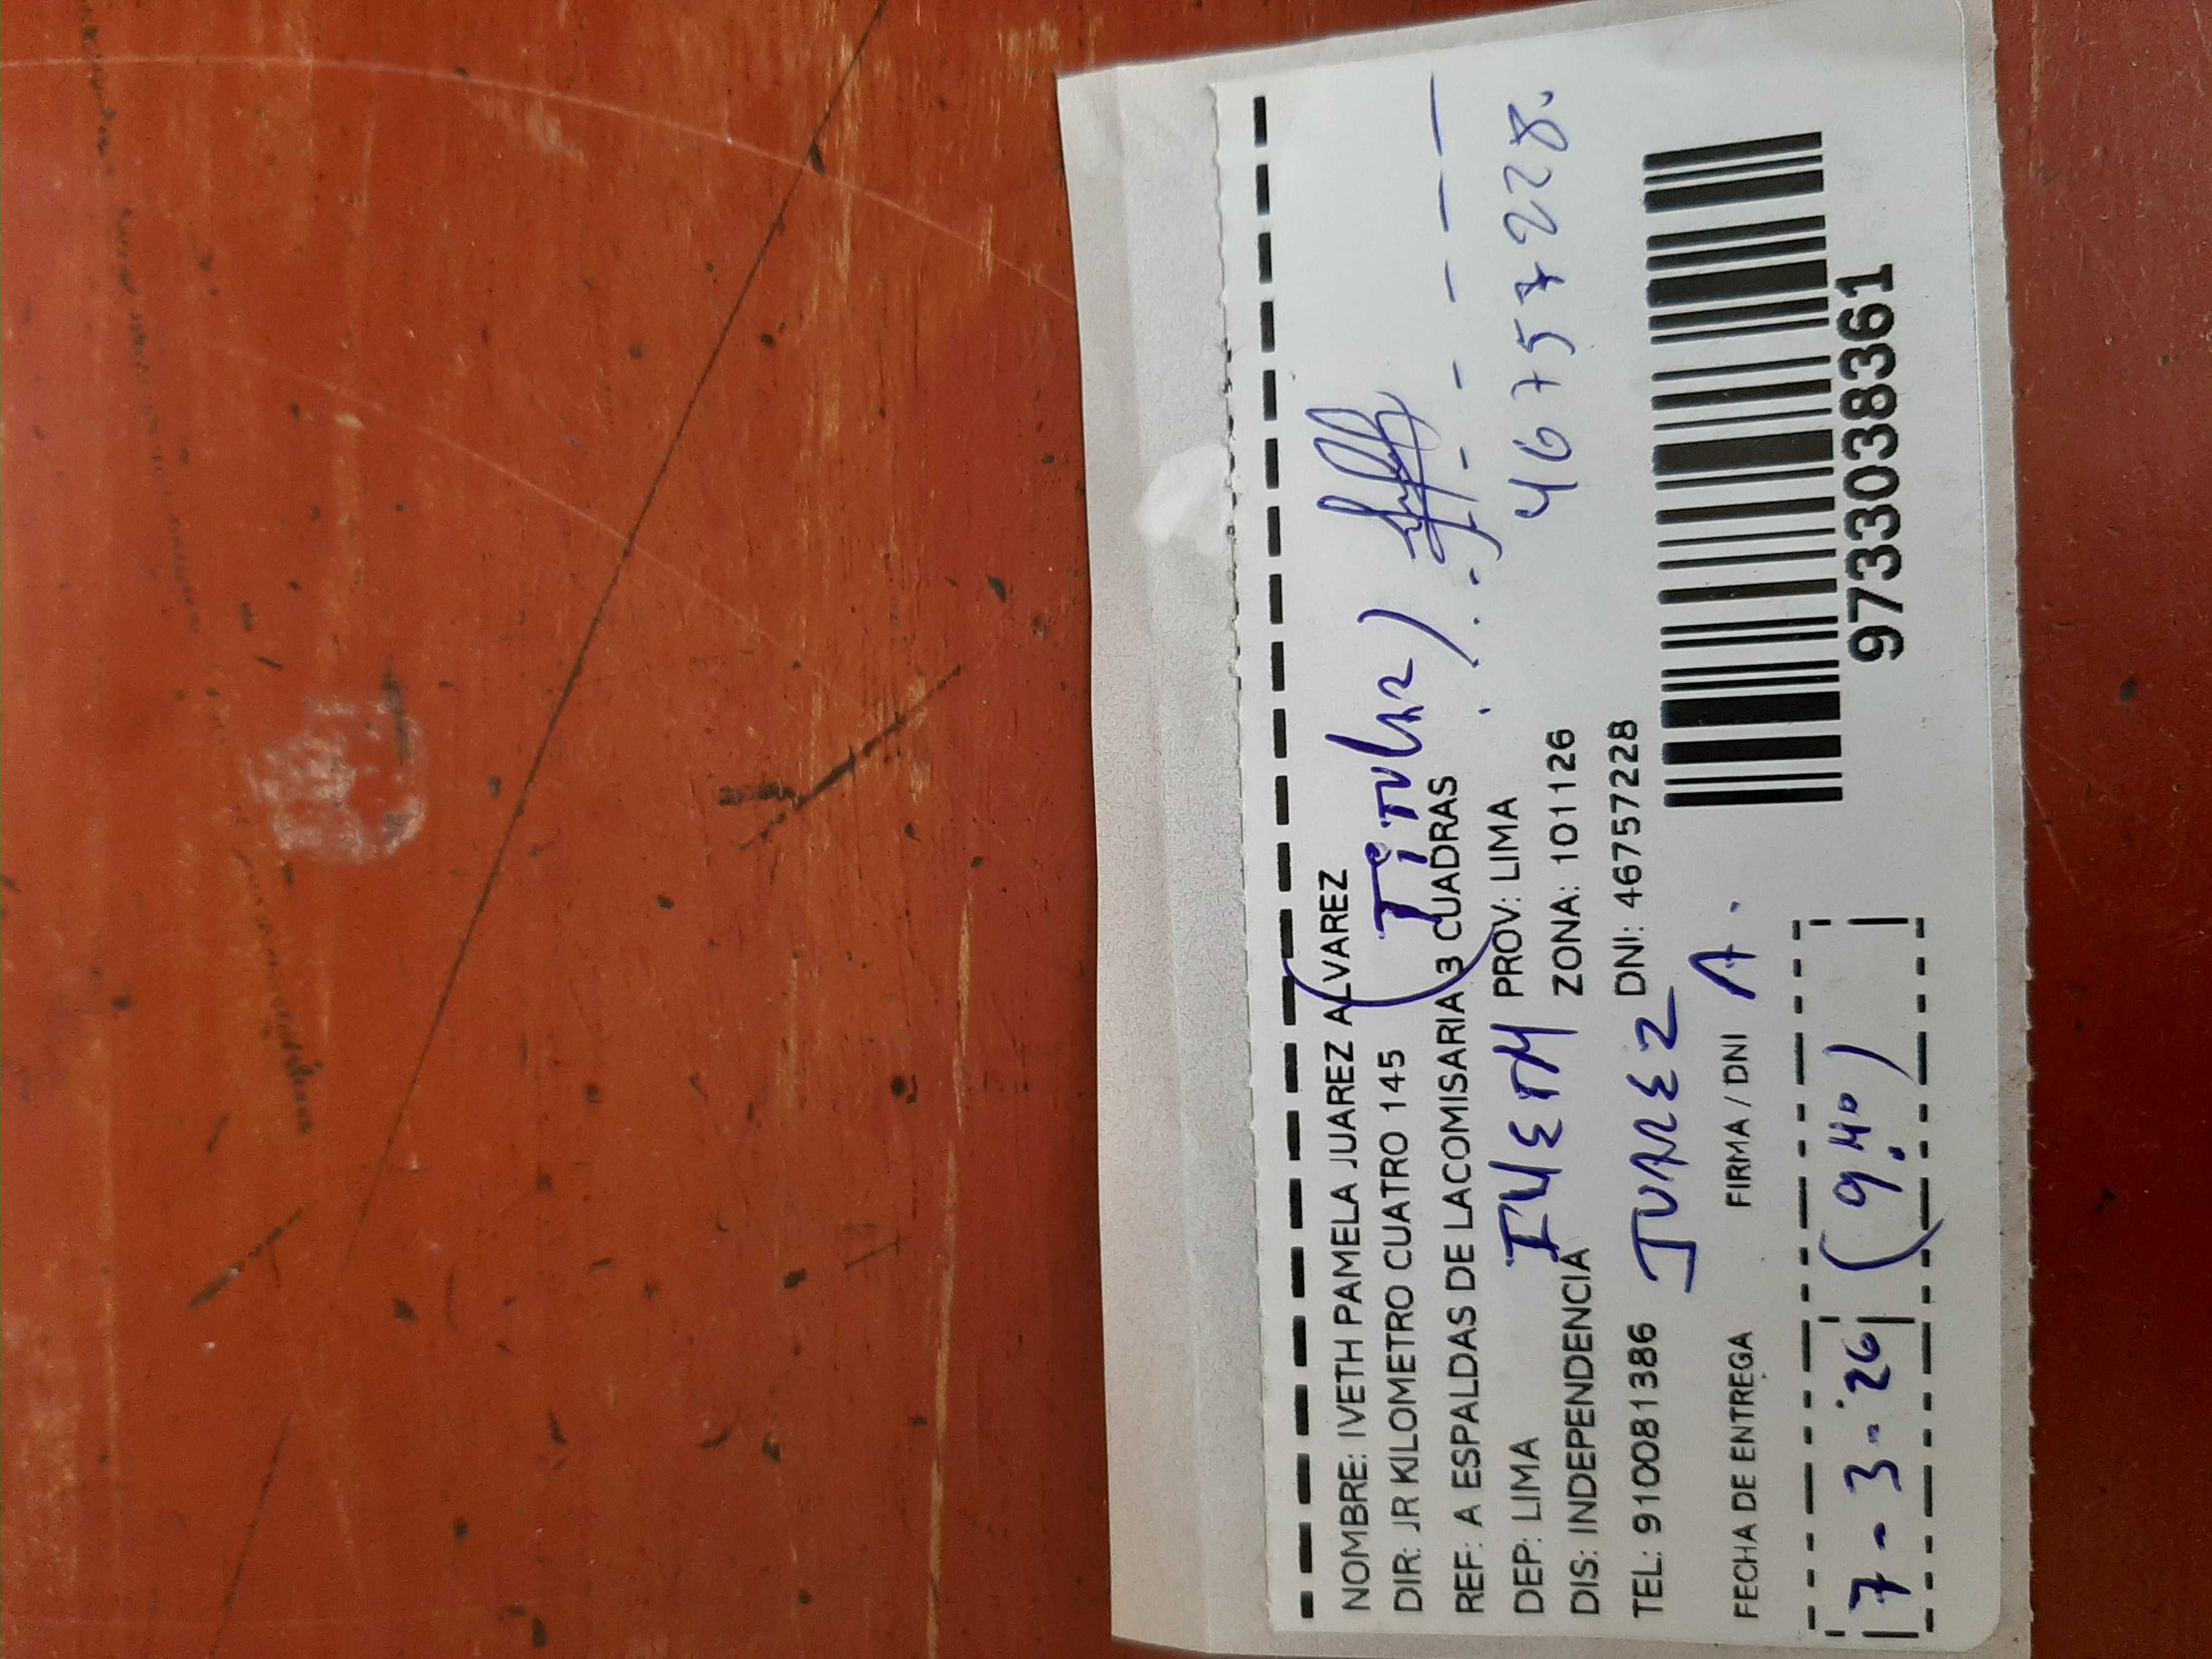 NOMBRE: IVETH PAMELA JUAREZ ALVAREZ
DIR: JR KILOMETRO CUATRO 145
(Titular)
REF: A ESPALDAS DE LACOMISARIA 3 CUADRAS
DEP: LIMA PROV: LIMA
IVETH
46757228.
DIS: INDEPENDENCIA ZONA: 101126
TEL: 910081386 DNI: 46757228
JUAREZ A.
FECHA DE ENTREGA FIRMA / DNI
7-3-26 (9:40)
9733038361